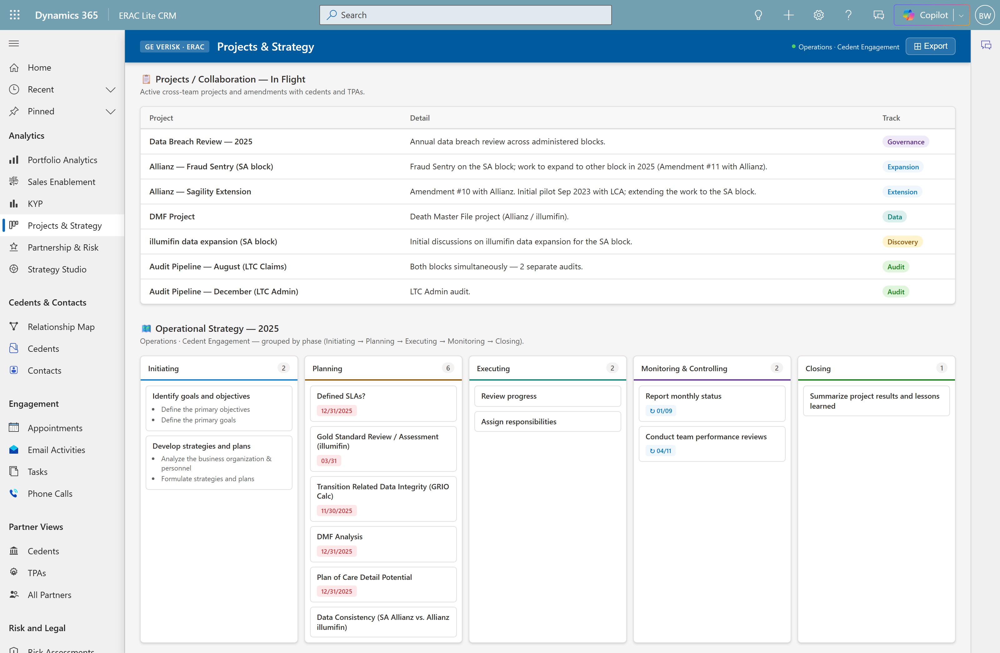 Dynamics 365
ERAC Lite CRM
Search
Copilot
BW
Home
Recent
Pinned
Analytics
Portfolio Analytics
Sales Enablement
KYP
Projects & Strategy
Partnership & Risk
Strategy Studio
Cedents & Contacts
Relationship Map
Cedents
Contacts
Engagement
Appointments
Email Activities
Tasks
Phone Calls
Partner Views
Cedents
TPAs
All Partners
Risk and Legal
Risk Assessments
GE VERISK · ERAC
Projects & Strategy
Operations · Cedent Engagement
Export
Projects / Collaboration — In Flight
Active cross-team projects and amendments with cedents and TPAs.
Project Detail Track
Data Breach Review — 2025 Annual data breach review across administered blocks. Governance
Allianz — Fraud Sentry (SA block) Fraud Sentry on the SA block; work to expand to other block in 2025 (Amendment #11 with Allianz). Expansion
Allianz — Sagility Extension Amendment #10 with Allianz. Initial pilot Sep 2023 with LCA; extending the work to the SA block. Extension
DMF Project Death Master File project (Allianz / illumifin). Data
illumifin data expansion (SA block) Initial discussions on illumifin data expansion for the SA block. Discovery
Audit Pipeline — August (LTC Claims) Both blocks simultaneously — 2 separate audits. Audit
Audit Pipeline — December (LTC Admin) LTC Admin audit. Audit
Operational Strategy — 2025
Operations · Cedent Engagement — grouped by phase (Initiating → Planning → Executing → Monitoring → Closing).
Initiating 2
Identify goals and objectives
• Define the primary objectives
• Define the primary goals
Develop strategies and plans
• Analyze the business organization &
personnel
• Formulate strategies and plans
Planning 6
Defined SLAs?
12/31/2025
Gold Standard Review / Assessment
(illumifin)
03/31
Transition Related Data Integrity (GRIO
Calc)
11/30/2025
DMF Analysis
12/31/2025
Plan of Care Detail Potential
12/31/2025
Data Consistency (SA Allianz vs. Allianz
illumifin)
Executing 2
Review progress
Assign responsibilities
Monitoring & Controlling 2
Report monthly status
↻ 01/09
Conduct team performance reviews
↻ 04/11
Closing 1
Summarize project results and lessons
learned